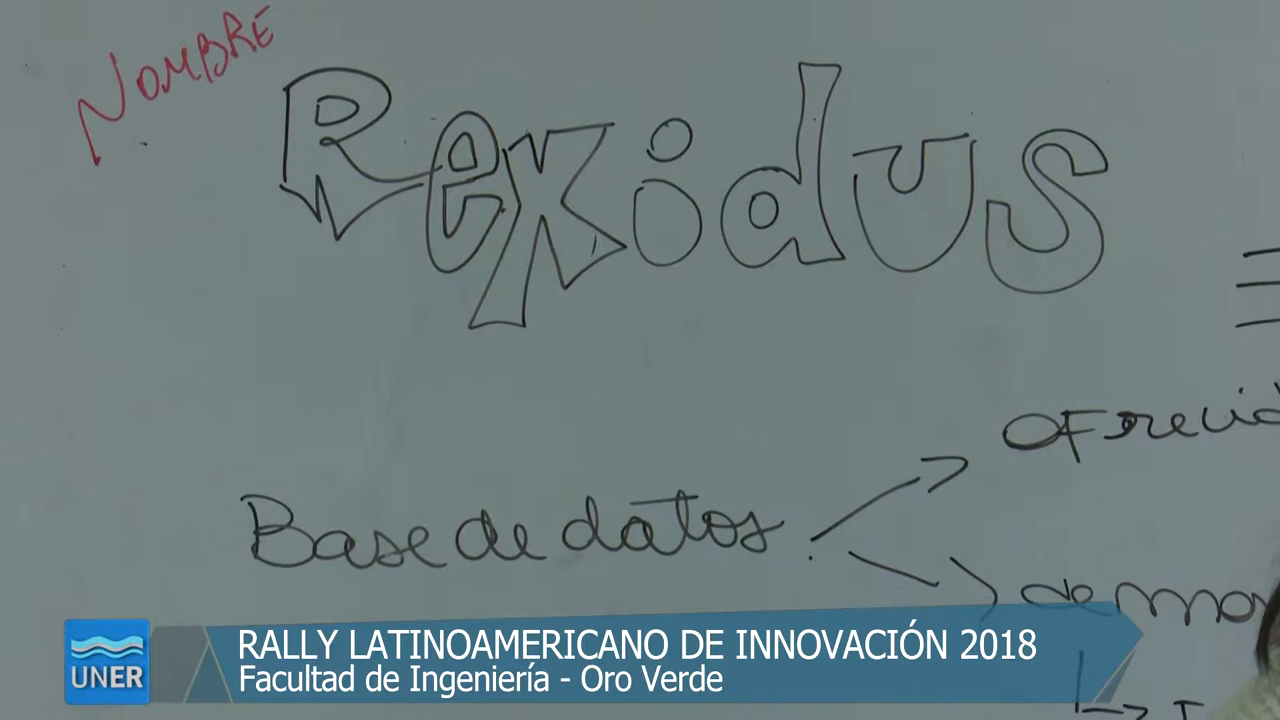 NOMBRE
Rexidus
Base de datos
UNER
RALLY LATINOAMERICANO DE INNOVACIÓN 2018
Facultad de Ingeniería - Oro Verde